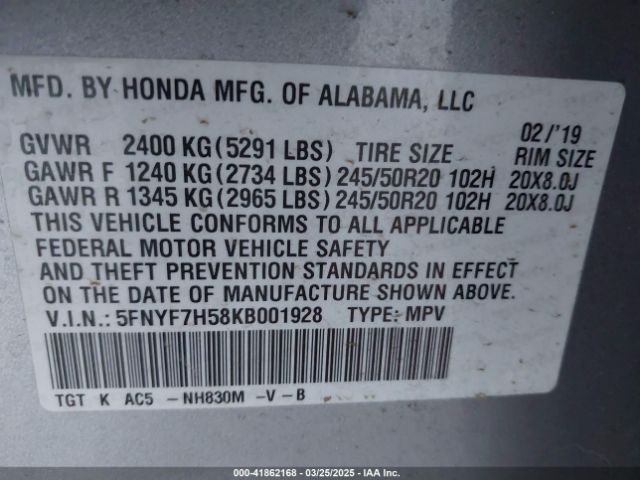 MFD. BY HONDA MFG. OF ALABAMA, LLC
02/'19
GVWR 2400 KG(5291 LBS) TIRE SIZE RIM SIZE
GAWR F 1240 KG(2734 LBS) 245/50R20 102H 20X8.0J
GAWR R 1345 KG(2965 LBS) 245/50R20 102H 20X8.0J
THIS VEHICLE CONFORMS TO ALL APPLICABLE
FEDERAL MOTOR VEHICLE SAFETY
AND THEFT PREVENTION STANDARDS IN EFFECT
ON THE DATE OF MANUFACTURE SHOWN ABOVE.
V.I.N.: 5FNYF7H58KB001928 TYPE: MPV
TGT K AC5 -NH830M -V-B
000-41862168 - 03/25/2025 - IAA Inc.